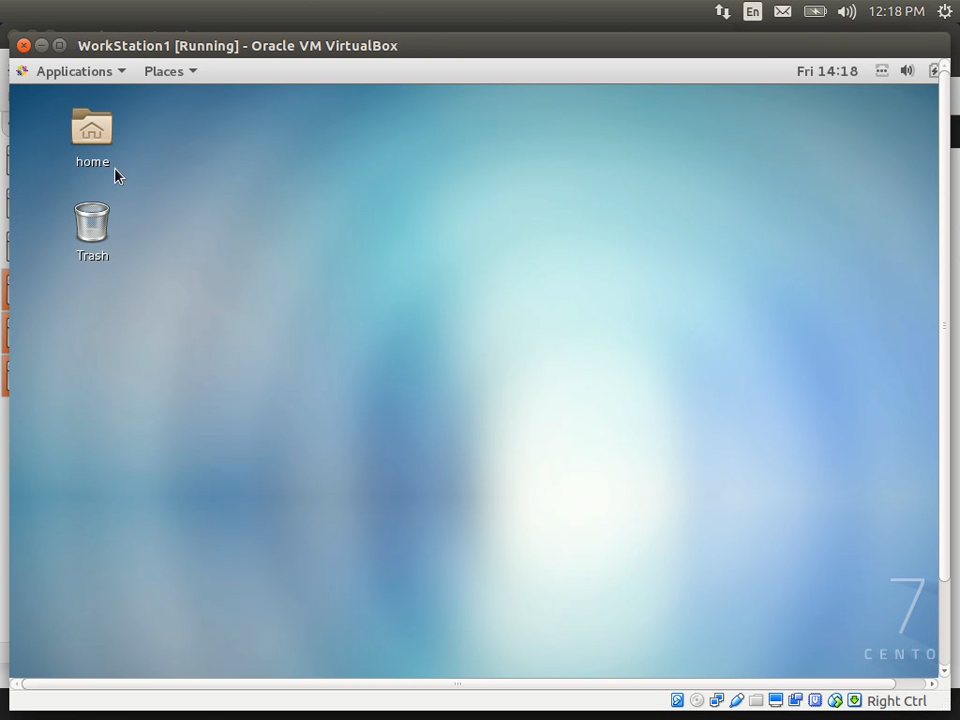 En 12:18 PM
WorkStation1 [Running] - Oracle VM VirtualBox
Applications Places Fri 14:18
home
Trash
7
CENTO
Right Ctrl